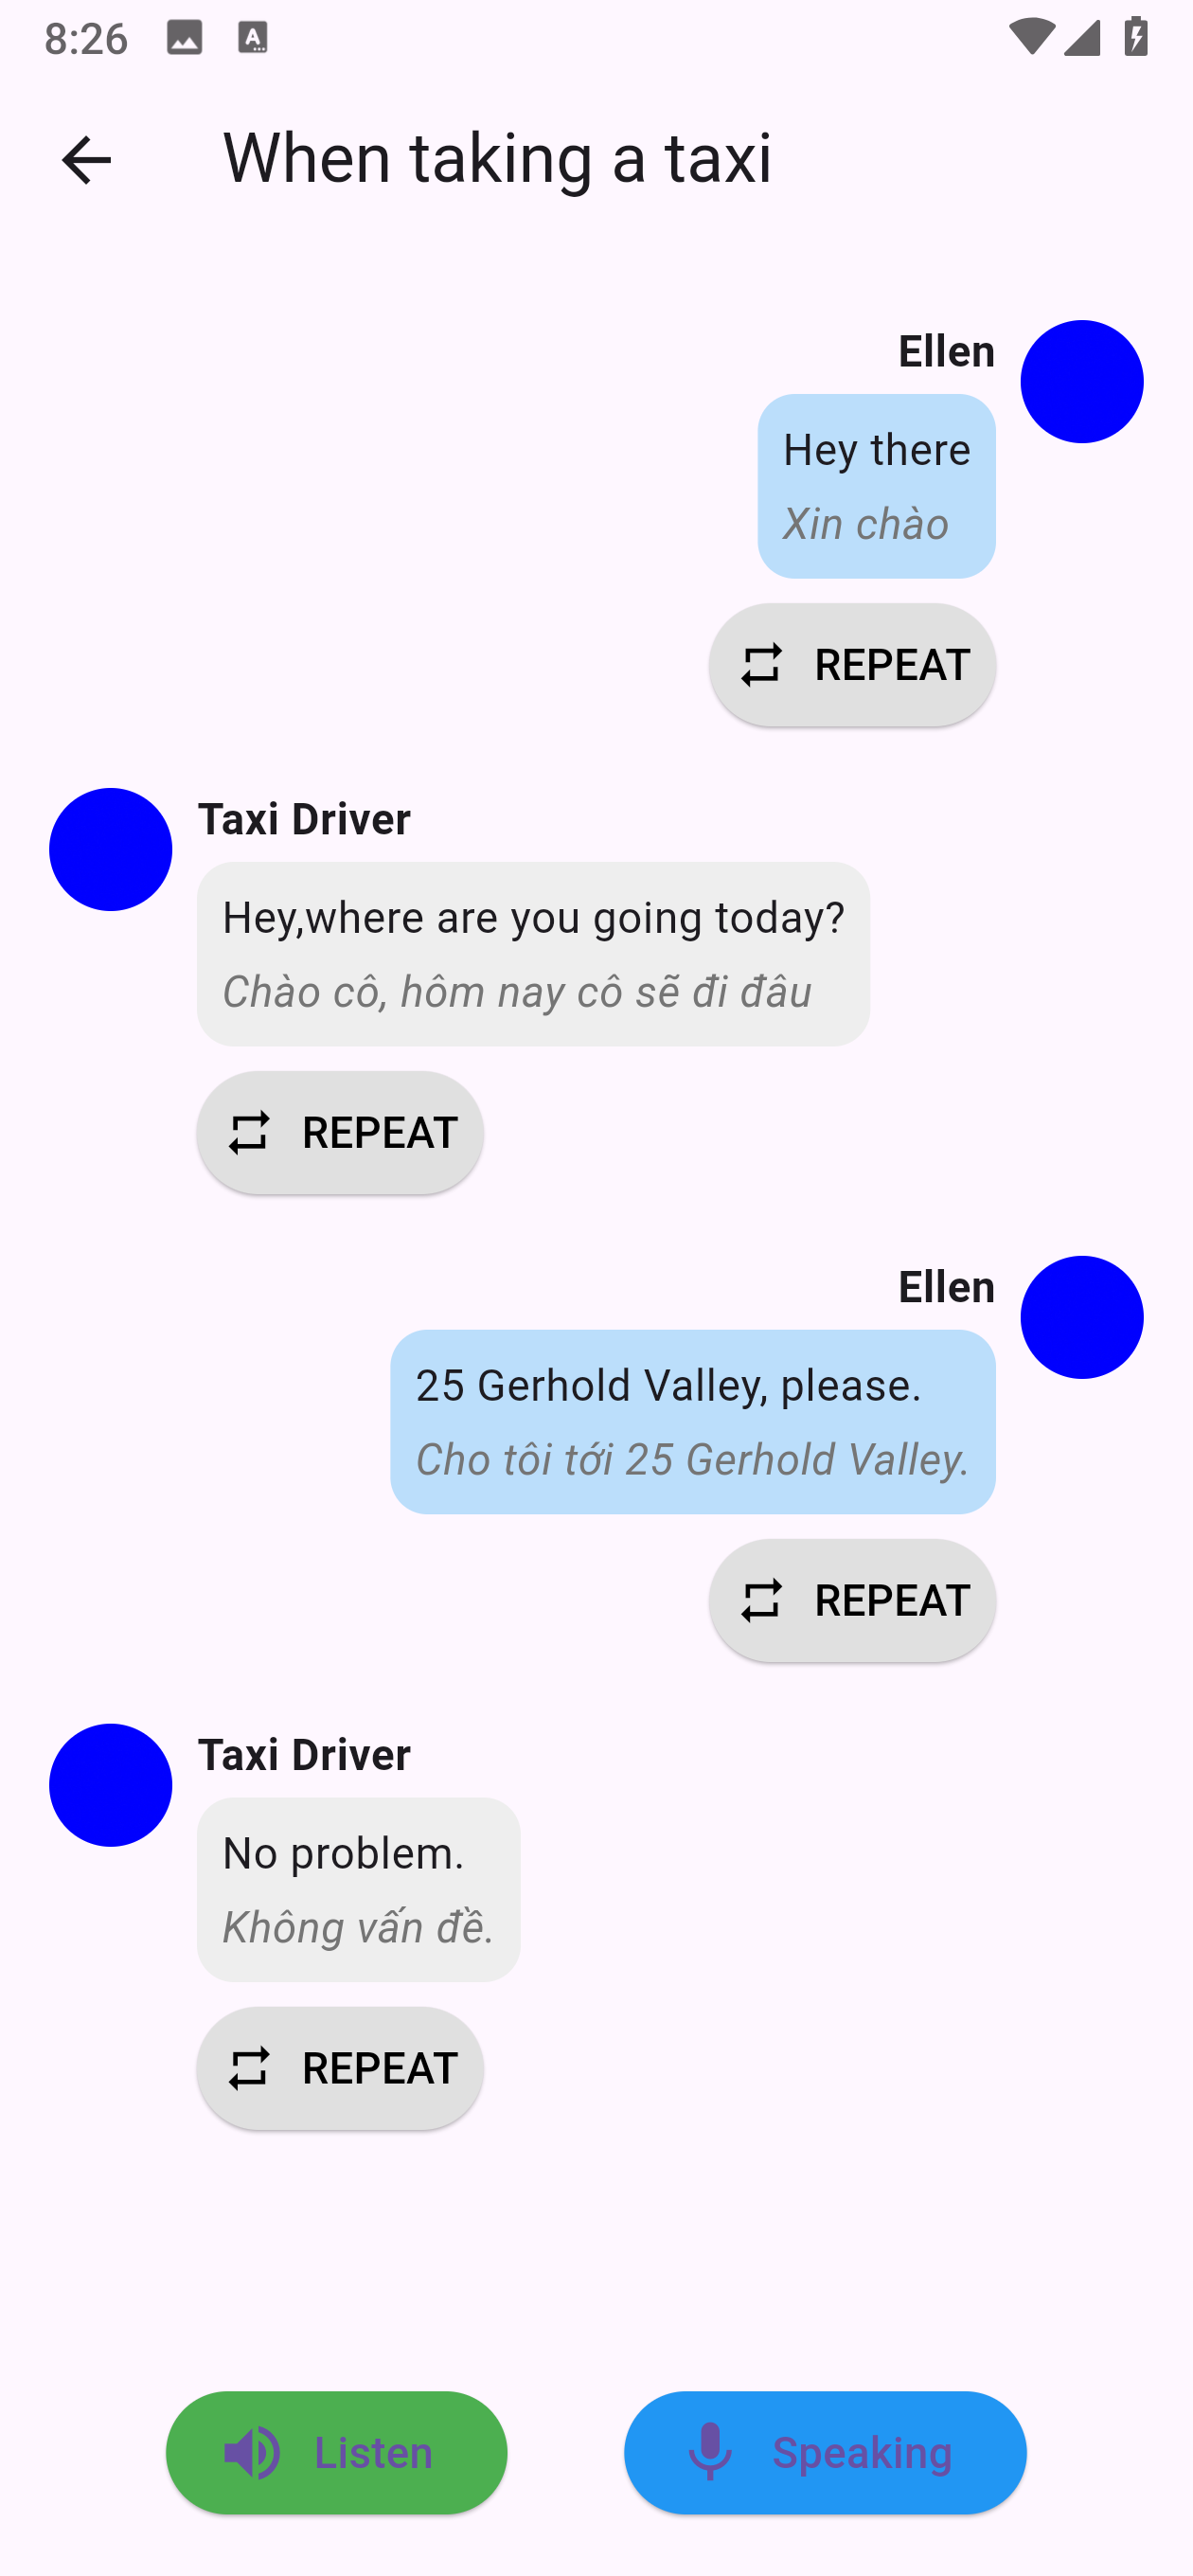 8:26
When taking a taxi
Ellen
Hey there
Xin chào
REPEAT
Taxi Driver
Hey,where are you going today?
Chào cô, hôm nay cô sẽ đi đâu
REPEAT
Ellen
25 Gerhold Valley, please.
Cho tôi tới 25 Gerhold Valley.
REPEAT
Taxi Driver
No problem.
Không vấn đề.
REPEAT
Listen
Speaking